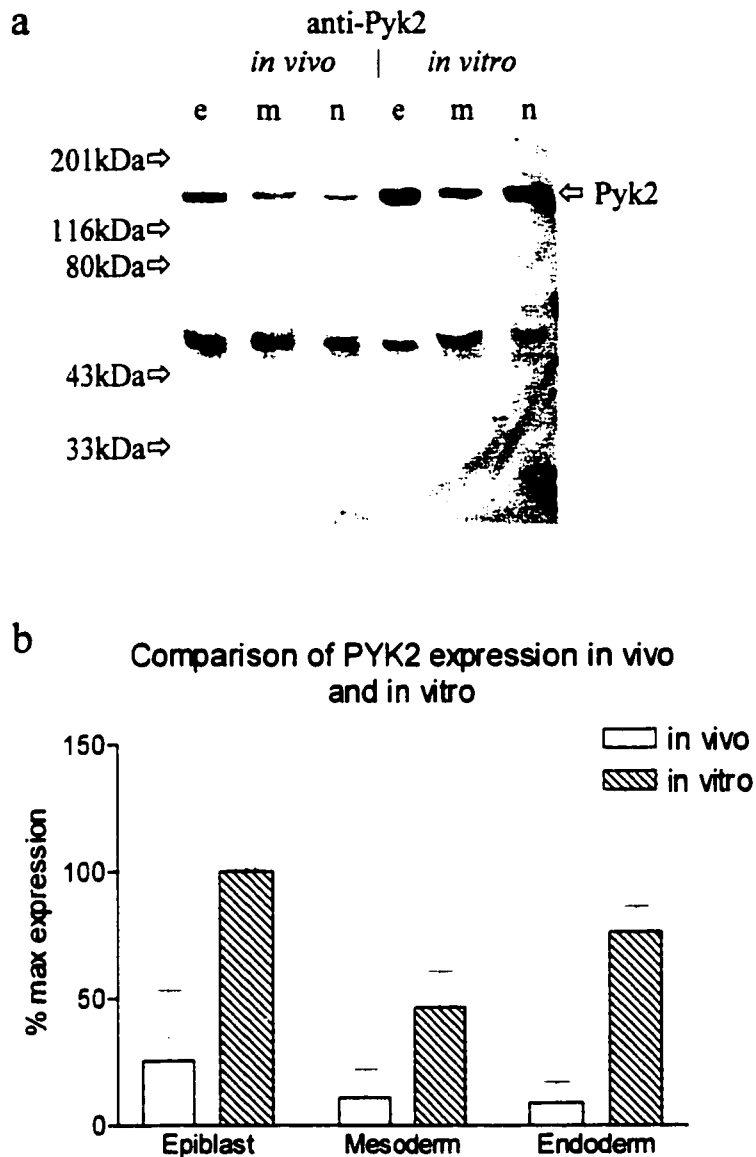 a
anti-Pyk2
in vivo | in vitro
e m n e m n
201kDa⇨
⇦ Pyk2
116kDa⇨
80kDa⇨
43kDa⇨
33kDa⇨
b
Comparison of PYK2 expression in vivo
and in vitro
in vivo
in vitro
% max expression
150
100
50
0
Epiblast Mesoderm Endoderm